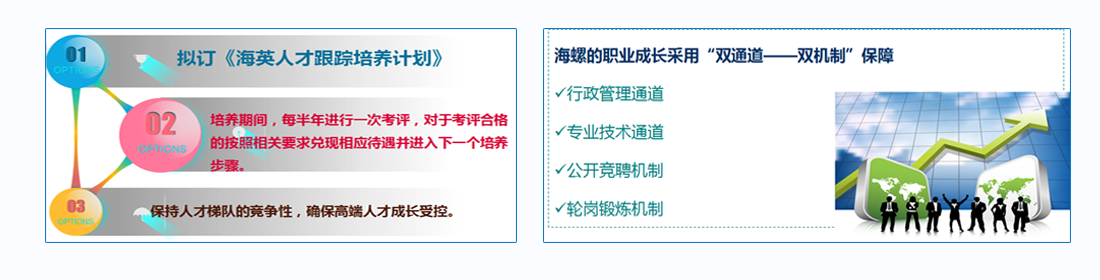 01
OPTIONS
拟订《海英人才跟踪培养计划》
02
OPTIONS
培养期间，每半年进行一次考评，对于考评合格
的按照相关要求兑现相应待遇并进入下一个培养
步骤。
03
OPTIONS
保持人才梯队的竞争性，确保高端人才成长受控。
海螺的职业成长采用“双通道——双机制”保障
✓行政管理通道
✓专业技术通道
✓公开竞聘机制
✓轮岗锻炼机制